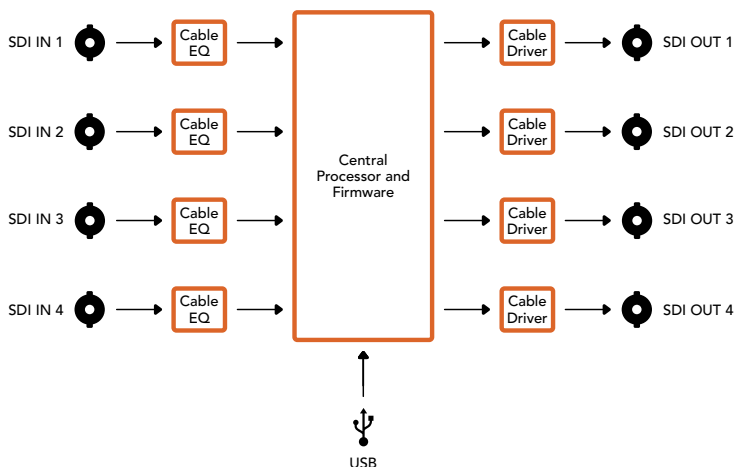 SDI IN 1
Cable
EQ
Cable
Driver
SDI OUT 1
SDI IN 2
Cable
EQ
Cable
Driver
SDI OUT 2
Central
Processor and
Firmware
SDI IN 3
Cable
EQ
Cable
Driver
SDI OUT 3
SDI IN 4
Cable
EQ
Cable
Driver
SDI OUT 4
USB